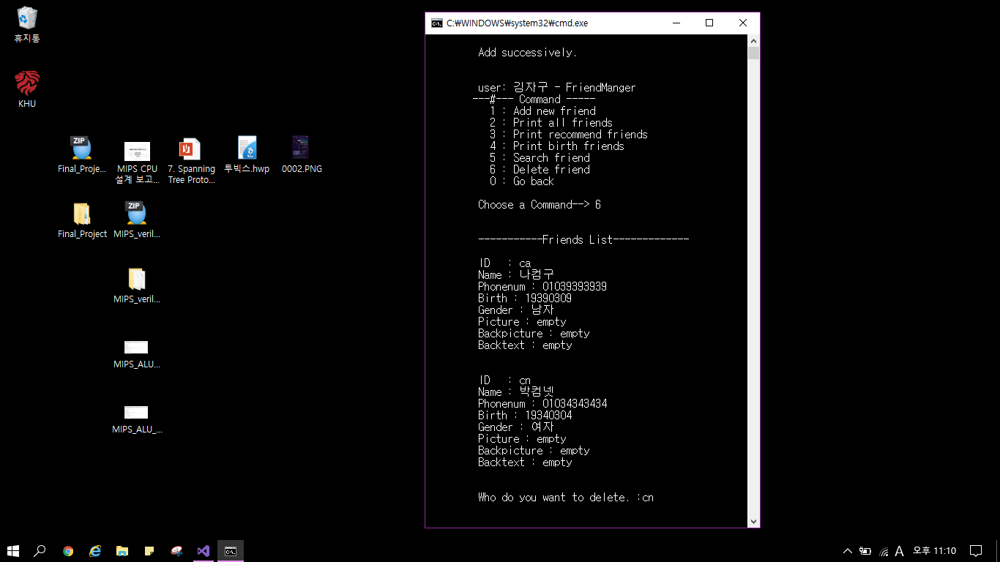 휴지통
KHU
Final_Proje...
MIPS CPU
설계 보고...
7. Spanning
Tree Proto...
투빅스.hwp
0002.PNG
Final_Project
MIPS_veril...
MIPS_veril...
MIPS_ALU...
MIPS_ALU_...
C:₩WINDOWS₩system32₩cmd.exe
Add successively.
user: 김자구 - FriendManger
---#--- Command -----
1 : Add new friend
2 : Print all friends
3 : Print recommend friends
4 : Print birth friends
5 : Search friend
6 : Delete friend
0 : Go back
Choose a Command--> 6
-----------Friends List-------------
ID : ca
Name : 나컴구
Phonenum : 01039393939
Birth : 19390309
Gender : 남자
Picture : empty
Backpicture : empty
Backtext : empty
ID : cn
Name : 박컴넷
Phonenum : 01034343434
Birth : 19340304
Gender : 여자
Picture : empty
Backpicture : empty
Backtext : empty
Who do you want to delete. :cn
A 오후 11:10